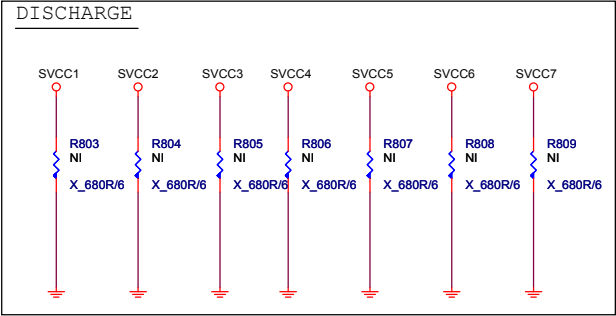 DISCHARGE
SVCC1 SVCC2 SVCC3 SVCC4 SVCC5 SVCC6 SVCC7
R803 R804 R805 R806 R807 R808 R809
NI NI NI NI NI NI NI
X_680R/6 X_680R/6 X_680R/6 X_680R/6 X_680R/6 X_680R/6 X_680R/6